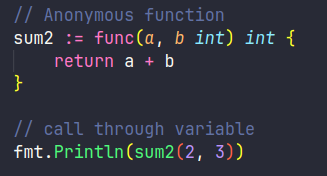 // Anonymous function
sum2 := func(a, b int) int {
    return a + b
}

// call through variable
fmt.Println(sum2(2, 3))